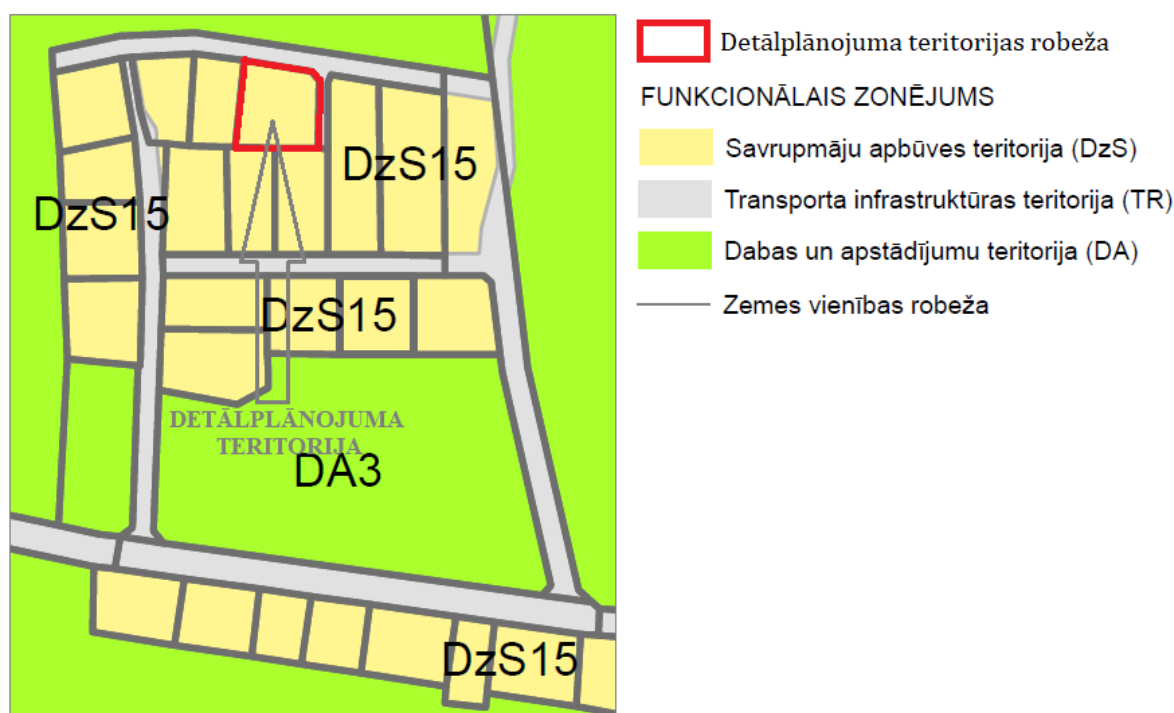 DzS15
DzS15
DzS15
DETĀLPLĀNOJUMA
TERITORIJA
DA3
DzS15
Detālplānojuma teritorijas robeža
FUNKCIONĀLAIS ZONĒJUMS
Savrupmāju apbūves teritorija (DzS)
Transporta infrastruktūras teritorija (TR)
Dabas un apstādījumu teritorija (DA)
Zemes vienības robeža